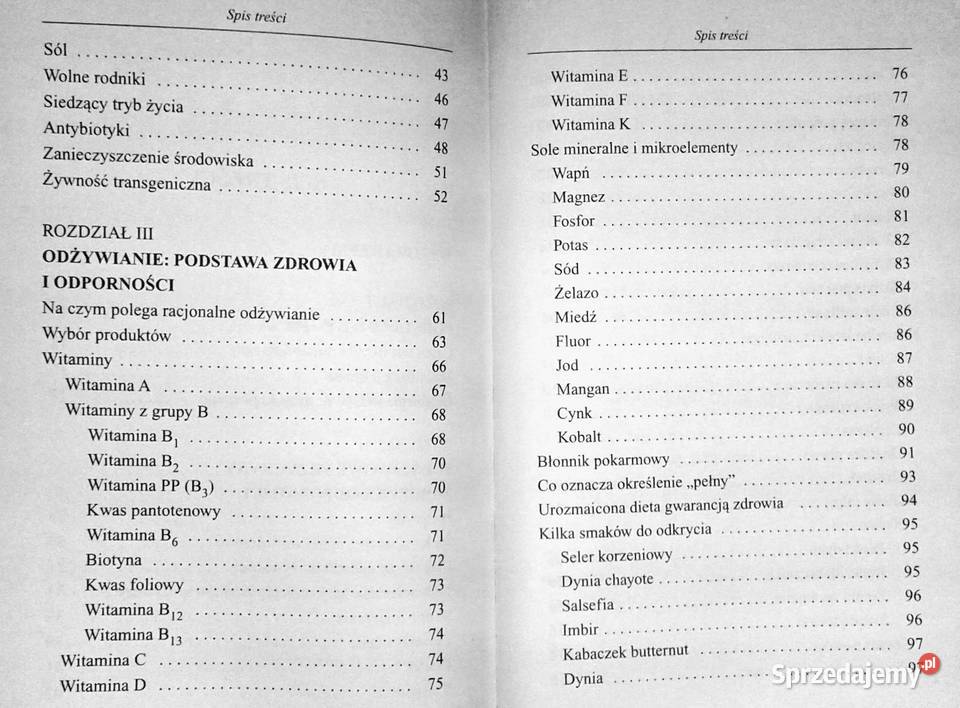 Spis treści
Sól ........................ 43
Wolne rodniki ........................ 46
Siedzący tryb życia ........................ 47
Antybiotyki ........................ 48
Zanieczyszczenie środowiska ........................ 51
Żywność transgeniczna ........................ 52
ROZDZIAŁ III
ODŻYWIANIE: PODSTAWA ZDROWIA
I ODPORNOŚCI
Na czym polega racjonalne odżywianie .......... 61
Wybór produktów ........................ 63
Witaminy ........................ 66
Witamina A ........................ 67
Witaminy z grupy B ........................ 68
Witamina B1 ........................ 68
Witamina B2 ........................ 70
Witamina PP (B3) ........................ 70
Kwas pantotenowy ........................ 71
Witamina B6 ........................ 71
Biotyna ........................ 72
Kwas foliowy ........................ 73
Witamina B12 ........................ 73
Witamina B13 ........................ 74
Witamina C ........................ 74
Witamina D ........................ 75
Spis treści
Witamina E ........................ 76
Witamina F ........................ 77
Witamina K ........................ 78
Sole mineralne i mikroelementy .............. 78
Wapń ........................ 79
Magnez ........................ 80
Fosfor ........................ 81
Potas ........................ 82
Sód ........................ 83
Żelazo ........................ 84
Miedź ........................ 86
Fluor ........................ 86
Jod ........................ 87
Mangan ........................ 88
Cynk ........................ 89
Kobalt ........................ 90
Błonnik pokarmowy ........................ 91
Co oznacza określenie „pełny” .............. 93
Urozmaicona dieta gwarancją zdrowia ......... 94
Kilka smaków do odkrycia ................ 95
Seler korzeniowy ........................ 95
Dynia chayote ........................ 95
Salsefia ........................ 96
Imbir ........................ 96
Kabaczek butternut ................ 97
Dynia ........................ 97
Sprzedajemy.pl